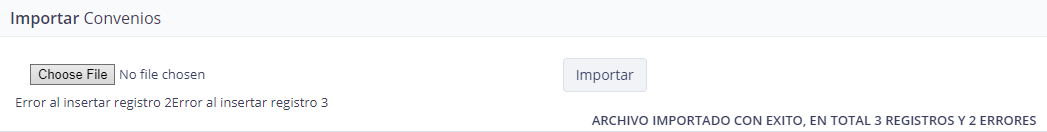 Importar Convenios
Choose File No file chosen
Importar
Error al insertar registro 2Error al insertar registro 3
ARCHIVO IMPORTADO CON EXITO, EN TOTAL 3 REGISTROS Y 2 ERRORES